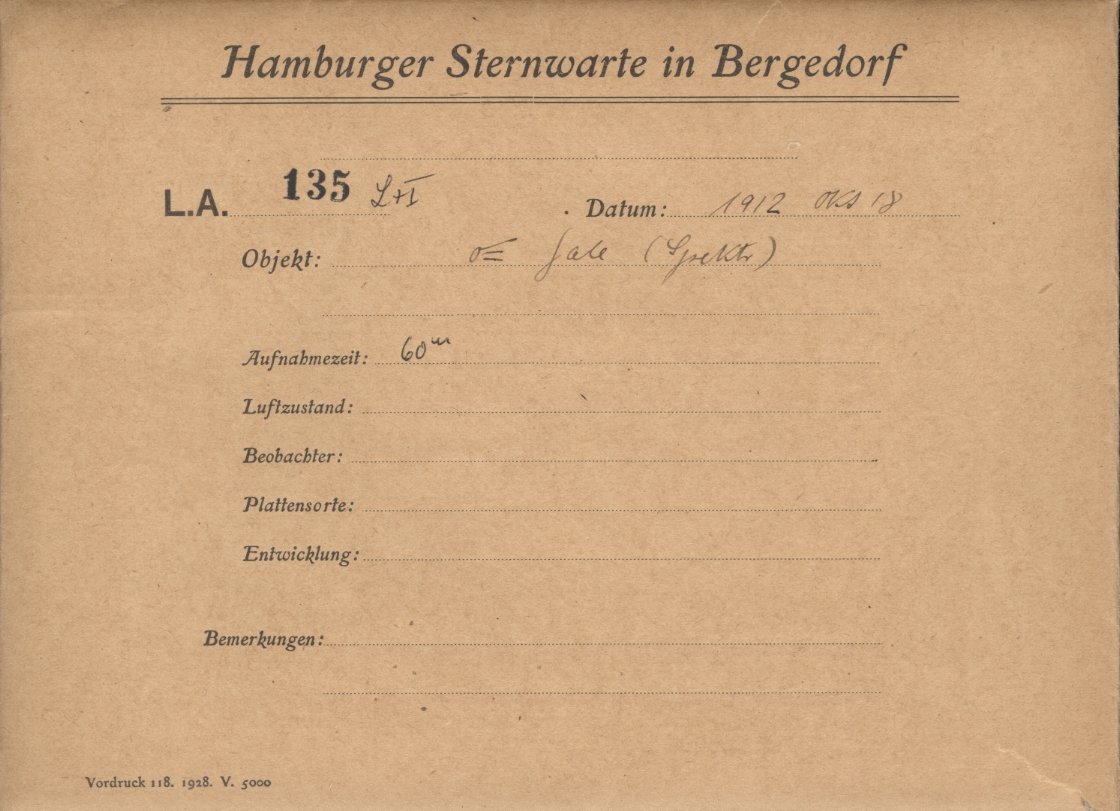 Hamburger Sternwarte in Bergedorf
L.A. 135 L+I Datum: 1912 Okt 18
Objekt: Gale (Spektr)
Aufnahmezeit: 60ᵐ
Luftzustand:
Beobachter:
Plattensorte:
Entwicklung:
Bemerkungen:
Vordruck 118. 1928. V. 5000